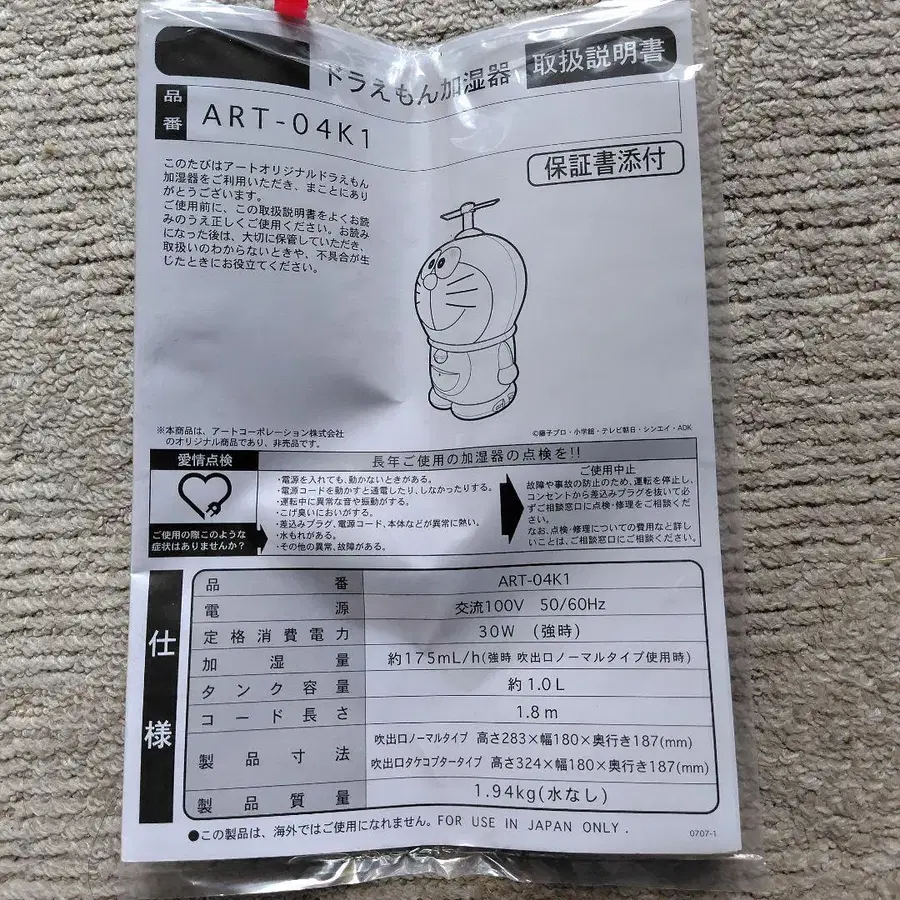 ドラえもん加湿器
取扱説明書
品番
ART-04K1
保証書添付
このたびはアートオリジナルドラえもん
加湿器をご利用いただき、まことにあり
がとうございます。
ご使用前に、この取扱説明書をよくお読
みのうえ正しくご使用ください。お読み
になった後は、大切に保管していただき、
取扱いのわからないときや、不具合が生
じたときにお役立てください。
※本商品は、アートコーポレーション株式会社
のオリジナル商品であり、非売品です。
©藤子プロ・小学館・テレビ朝日・シンエイ・ADK
愛情点検
長年ご使用の加湿器の点検を!!
ご使用の際このような
症状はありませんか?
・電源を入れても、動かないときがある。
・電源コードを動かすと通電したり、しなかったりする。
・運転中に異常な音や振動がする。
・こげ臭いにおいがする。
・差込みプラグ、電源コード、本体などが異常に熱い。
・水もれがある。
・その他の異常、故障がある。
ご使用中止
故障や事故の防止のため、運転を停止し、
コンセントから差込みプラグを抜いて必
ずご相談窓口に点検・修理をご相談くださ
い。
なお、点検・修理についての費用など詳し
いことは、ご相談窓口にご相談ください。
仕様
品番 ART-04K1
電源 交流100V 50/60Hz
定格消費電力 30W (強時)
加湿量 約175mL/h(強時 吹出口ノーマルタイプ使用時)
タンク容量 約1.0L
コード長さ 1.8m
製品寸法 吹出口ノーマルタイプ 高さ283×幅180×奥行き187(mm)
吹出口タケコプタータイプ 高さ324×幅180×奥行き187(mm)
製品質量 1.94kg(水なし)
●この製品は、海外ではご使用になれません。FOR USE IN JAPAN ONLY.
0707-1